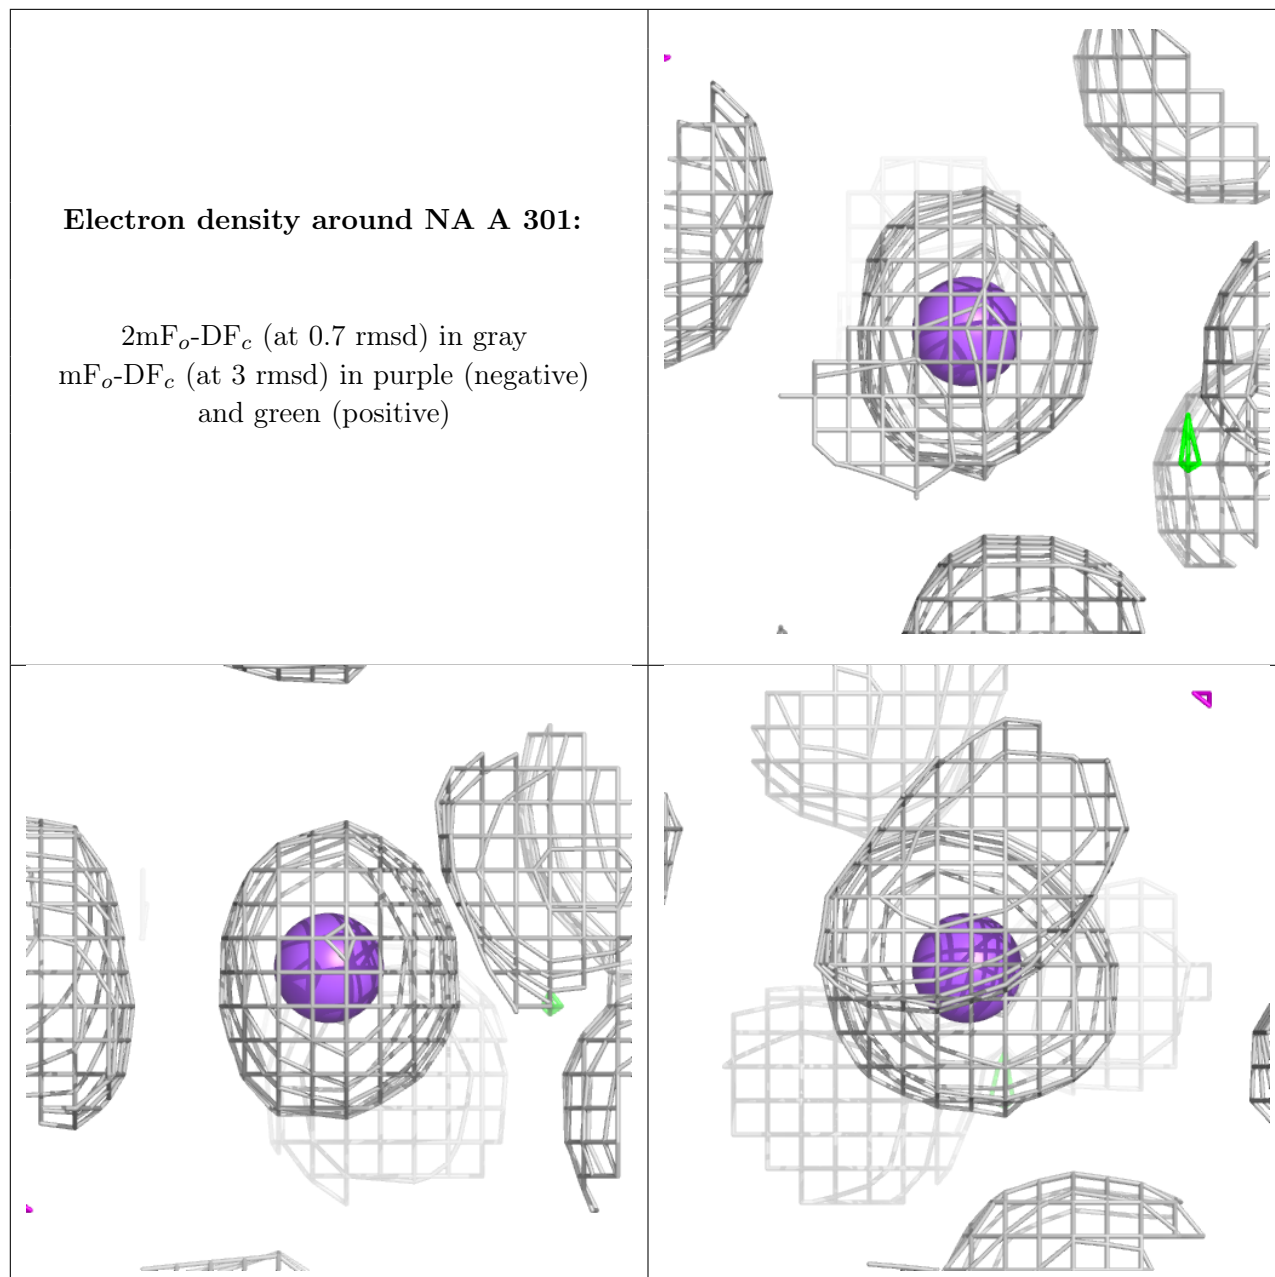 Electron density around NA A 301:
2mFo-DFc (at 0.7 rmsd) in gray
mFo-DFc (at 3 rmsd) in purple (negative)
and green (positive)